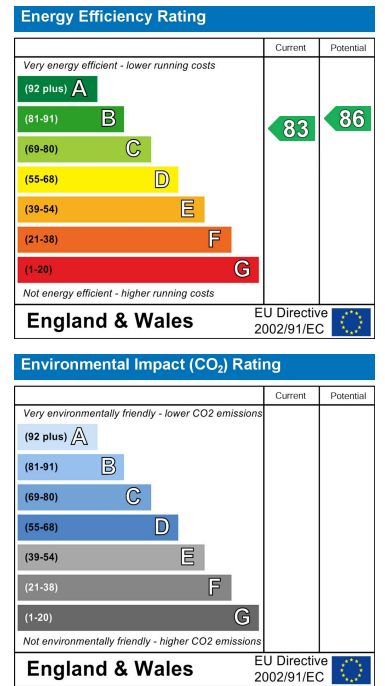 Energy Efficiency Rating
Current Potential
Very energy efficient - lower running costs
(92 plus) A
(81-91) B
(69-80) C
(55-68) D
(39-54) E
(21-38) F
(1-20) G
83 86
Not energy efficient - higher running costs
England & Wales
EU Directive
2002/91/EC
Environmental Impact (CO₂) Rating
Current Potential
Very environmentally friendly - lower CO2 emissions
(92 plus) A
(81-91) B
(69-80) C
(55-68) D
(39-54) E
(21-38) F
(1-20) G
Not environmentally friendly - higher CO2 emissions
England & Wales
EU Directive
2002/91/EC